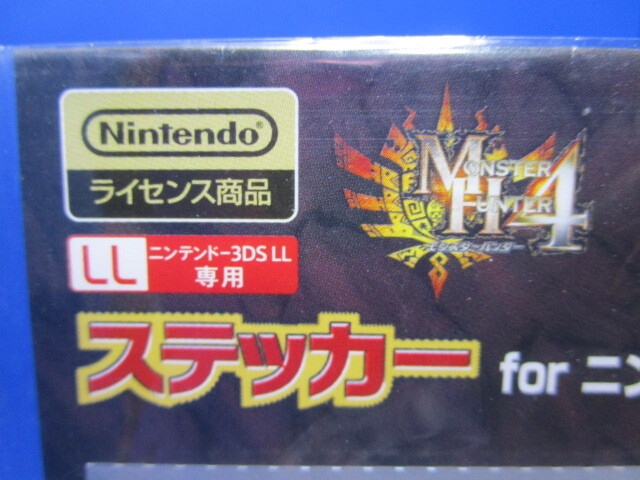 Nintendo®
ライセンス商品
MONSTER
HUNTER 4
モンスターハンター
LL ニンテンドー3DS LL
専用
ステッカー for ニン